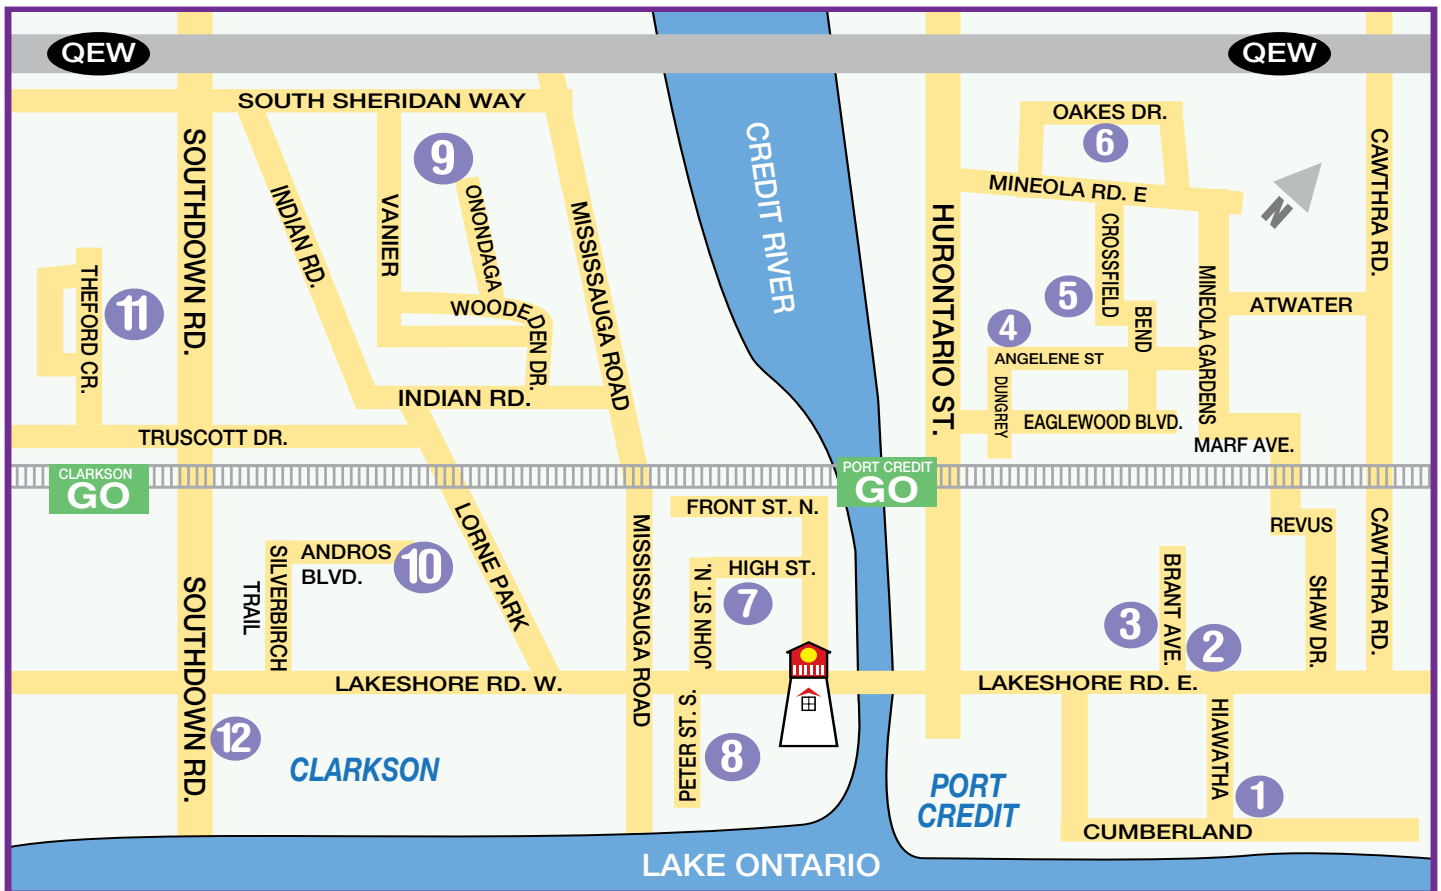 QEW
QEW
SOUTH SHERIDAN WAY
OAKES DR.
6
9
MINEOLA RD. E
N
CREDIT RIVER
SOUTHDOWN RD.
INDIAN RD.
VANIER
ONONDAGA
MISSISSAUGA ROAD
HURONTARIO ST.
CROSSFIELD
CAWTHRA RD.
THEFORD CR.
11
WOODEDEN DR.
5
4
BEND
MINEOLA GARDENS
ATWATER
ANGELENE ST
DUNGREY
INDIAN RD.
EAGLEWOOD BLVD.
TRUSCOTT DR.
MARF AVE.
CLARKSON
GO
PORT CREDIT
GO
FRONT ST. N.
LORNE PARK
REVUS
CAWTHRA RD.
SILVERBIRCH
TRAIL
ANDROS
BLVD.
10
HIGH ST.
JOHN ST. N.
7
MISSISSAUGA ROAD
BRANT AVE.
3
2
SHAW DR.
SOUTHDOWN RD.
LAKESHORE RD. W.
LAKESHORE RD. E.
12
CLARKSON
PETER ST. S.
8
PORT
CREDIT
HIAWATHA
1
CUMBERLAND
LAKE ONTARIO